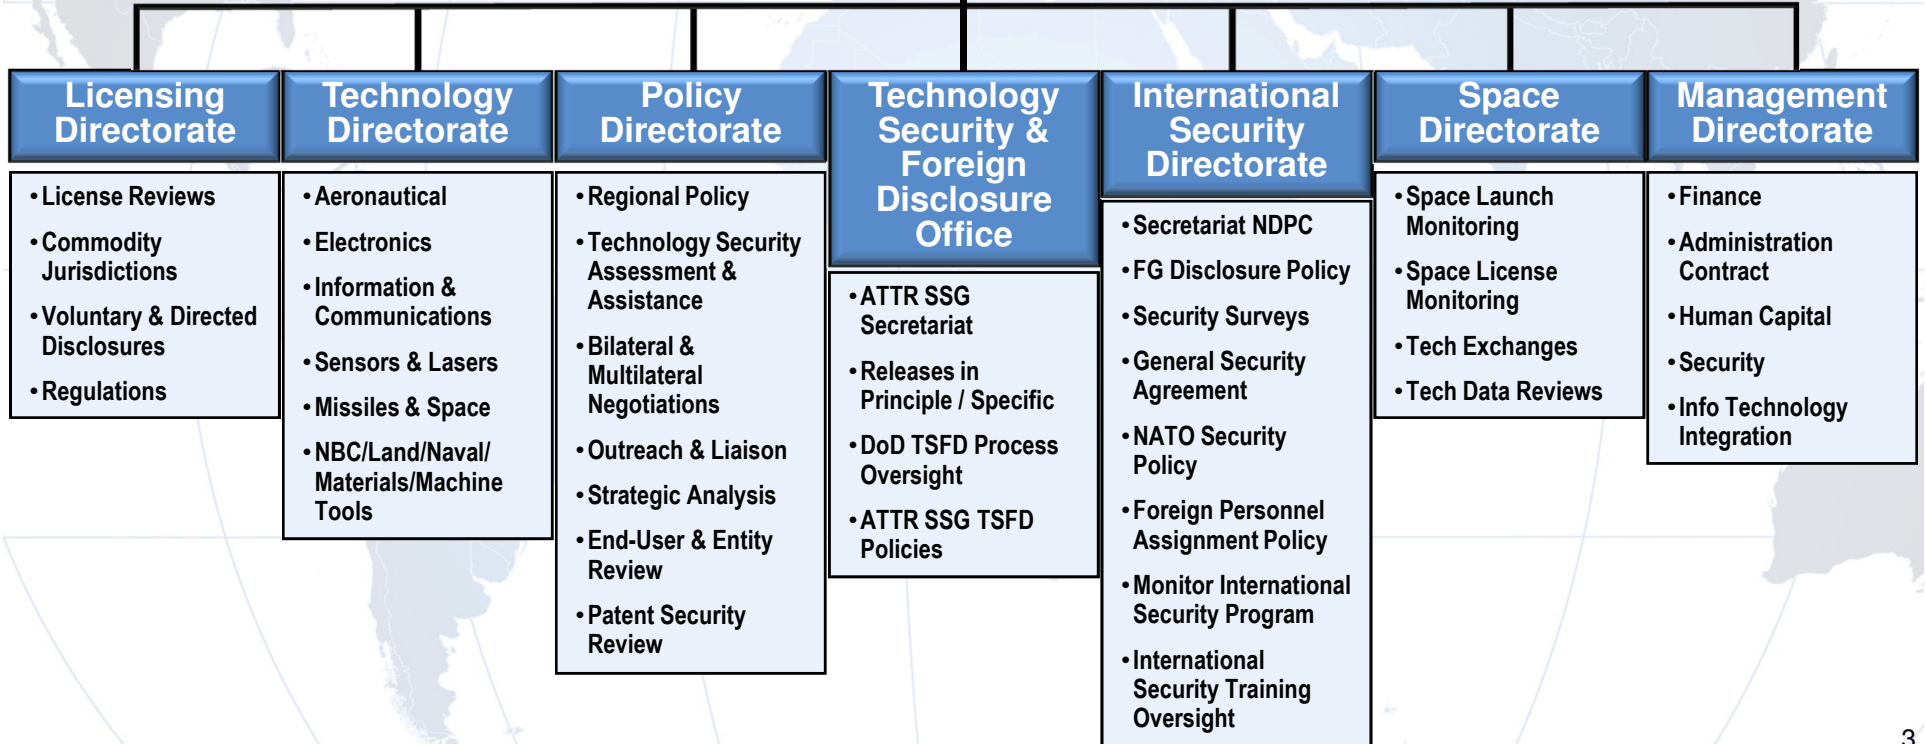 Licensing
Directorate
• License Reviews
• Commodity
Jurisdictions
• Voluntary & Directed
Disclosures
• Regulations
Technology
Directorate
• Aeronautical
• Electronics
• Information &
Communications
• Sensors & Lasers
• Missiles & Space
• NBC/Land/Naval/
Materials/Machine
Tools
Policy
Directorate
• Regional Policy
• Technology Security
Assessment &
Assistance
• Bilateral &
Multilateral
Negotiations
• Outreach & Liaison
• Strategic Analysis
• End-User & Entity
Review
• Patent Security
Review
Technology
Security &
Foreign
Disclosure
Office
• ATTR SSG
Secretariat
• Releases in
Principle / Specific
• DoD TSFD Process
Oversight
• ATTR SSG TSFD
Policies
International
Security
Directorate
• Secretariat NDPC
• FG Disclosure Policy
• Security Surveys
• General Security
Agreement
• NATO Security
Policy
• Foreign Personnel
Assignment Policy
• Monitor International
Security Program
• International
Security Training
Oversight
Space
Directorate
• Space Launch
Monitoring
• Space License
Monitoring
• Tech Exchanges
• Tech Data Reviews
Management
Directorate
• Finance
• Administration
Contract
• Human Capital
• Security
• Info Technology
Integration
3